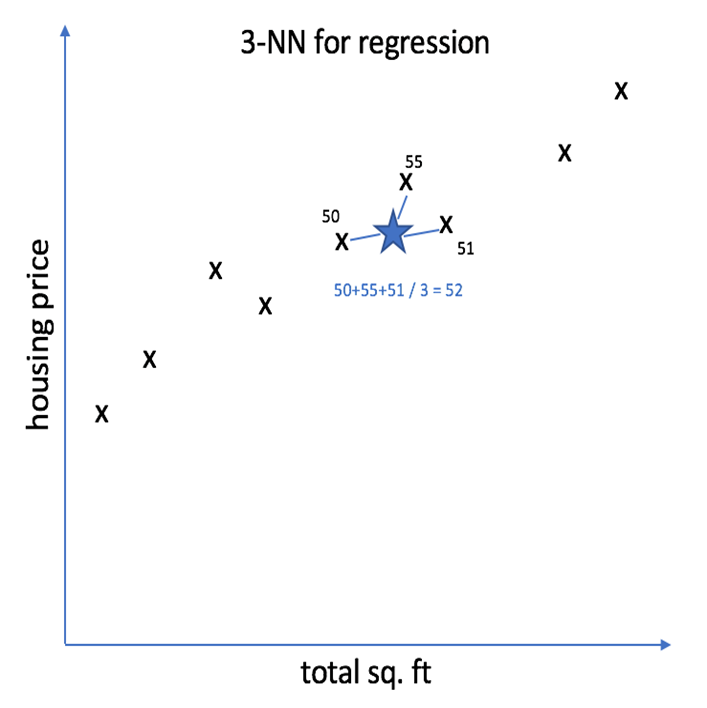 3-NN for regression
X
X
55
X
50
X
X
51
X
50+55+51 / 3 = 52
X
X
X
housing price
total sq. ft